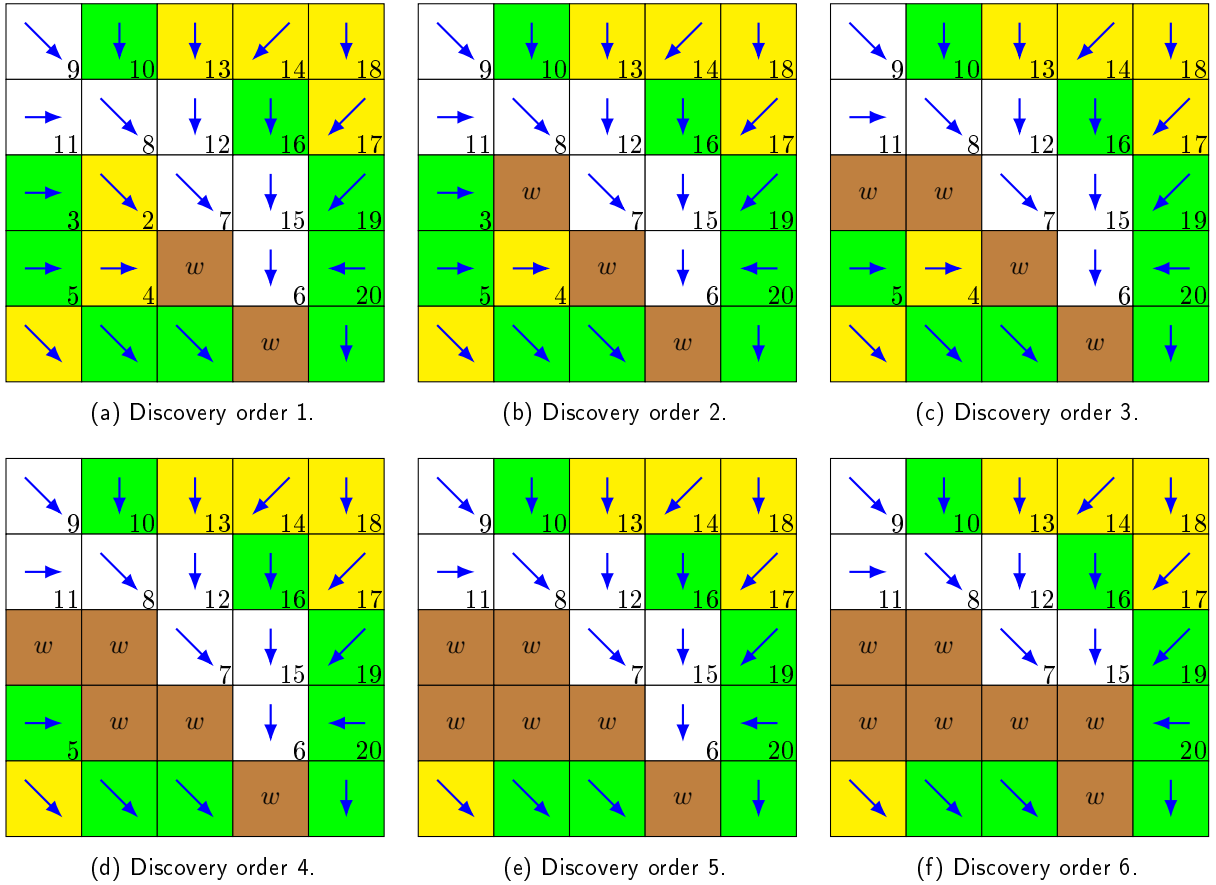 9 10 13 14 18
11 8 12 16 17
3 2 7 15 19
5 4 w 6 20
w
(a) Discovery order 1.
9 10 13 14 18
11 8 12 16 17
3 w 7 15 19
5 4 w 6 20
w
(b) Discovery order 2.
9 10 13 14 18
11 8 12 16 17
w w 7 15 19
5 4 w 6 20
w
(c) Discovery order 3.
9 10 13 14 18
11 8 12 16 17
w w 7 15 19
5 w w 6 20
w
(d) Discovery order 4.
9 10 13 14 18
11 8 12 16 17
w w 7 15 19
w w w 6 20
w
(e) Discovery order 5.
9 10 13 14 18
11 8 12 16 17
w w 7 15 19
w w w w 20
w
(f) Discovery order 6.